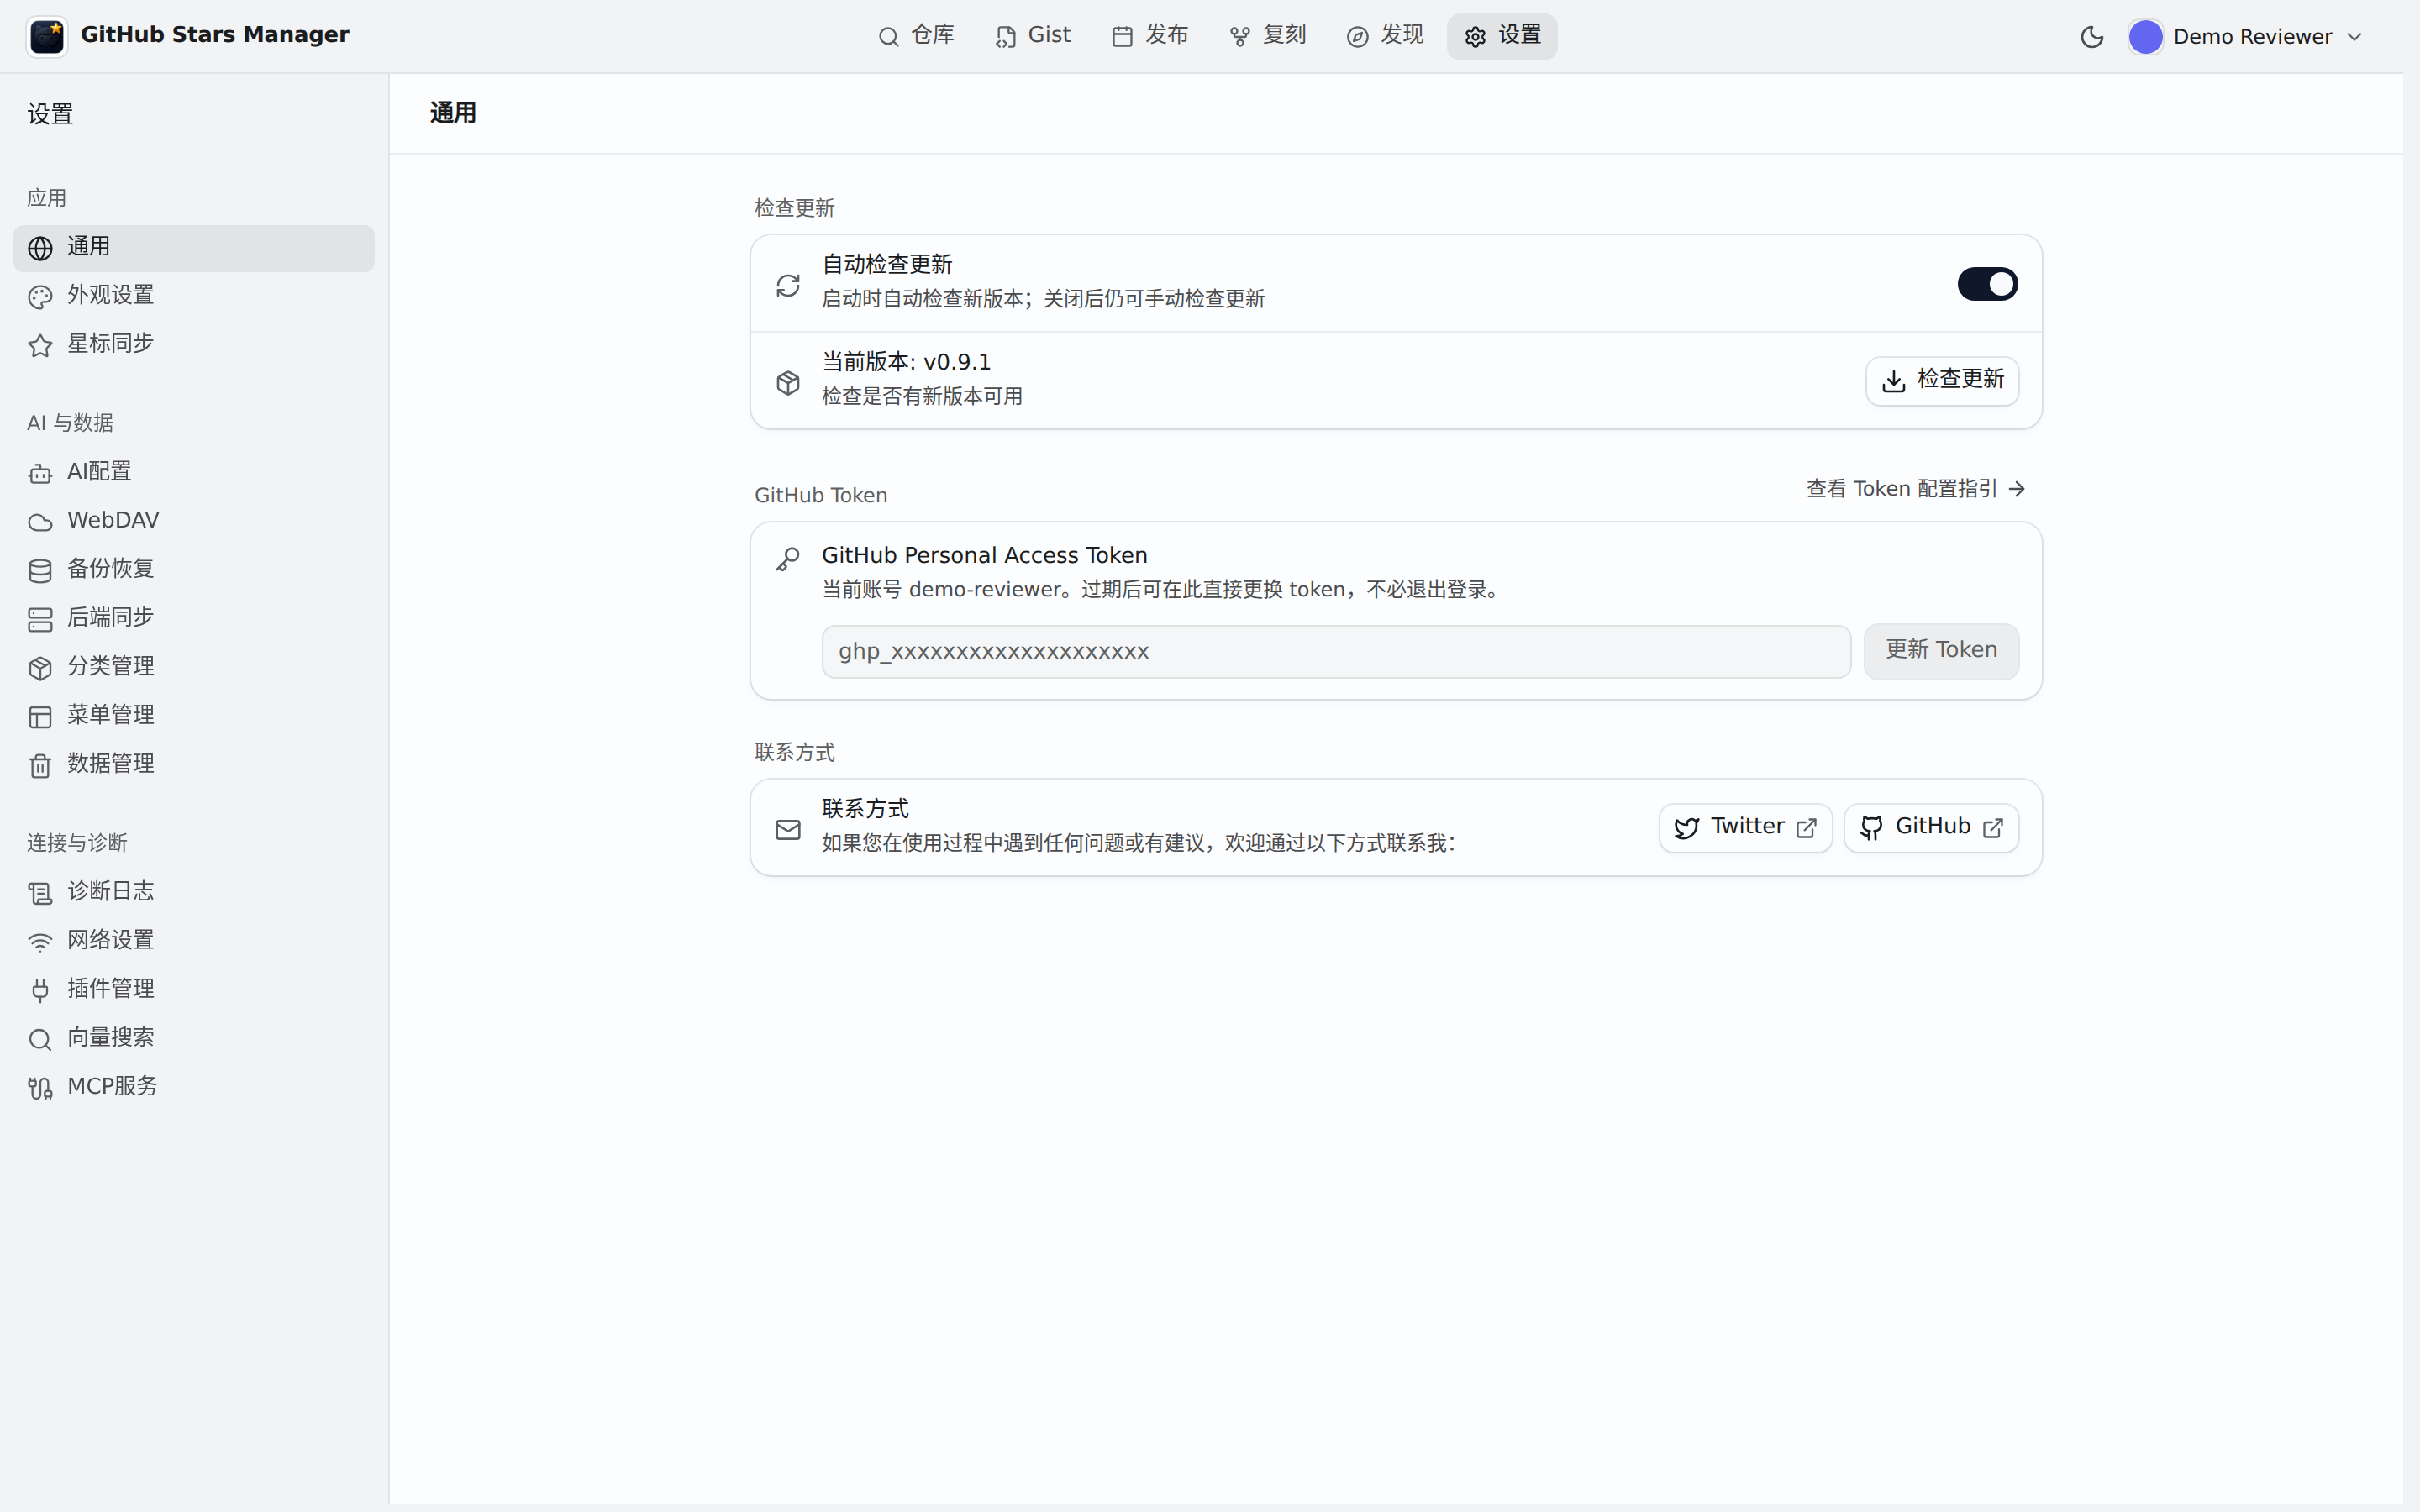 GitHub Stars Manager
仓库
Gist
发布
复刻
发现
设置
Demo Reviewer
设置
应用
通用
外观设置
星标同步
AI 与数据
AI配置
WebDAV
备份恢复
后端同步
分类管理
菜单管理
数据管理
连接与诊断
诊断日志
网络设置
插件管理
向量搜索
MCP服务
通用
检查更新
自动检查更新
启动时自动检查新版本；关闭后仍可手动检查更新
当前版本: v0.9.1
检查是否有新版本可用
检查更新
GitHub Token
查看 Token 配置指引
GitHub Personal Access Token
当前账号 demo-reviewer。过期后可在此直接更换 token，不必退出登录。
ghp_xxxxxxxxxxxxxxxxxxxx
更新 Token
联系方式
联系方式
如果您在使用过程中遇到任何问题或有建议，欢迎通过以下方式联系我：
Twitter
GitHub